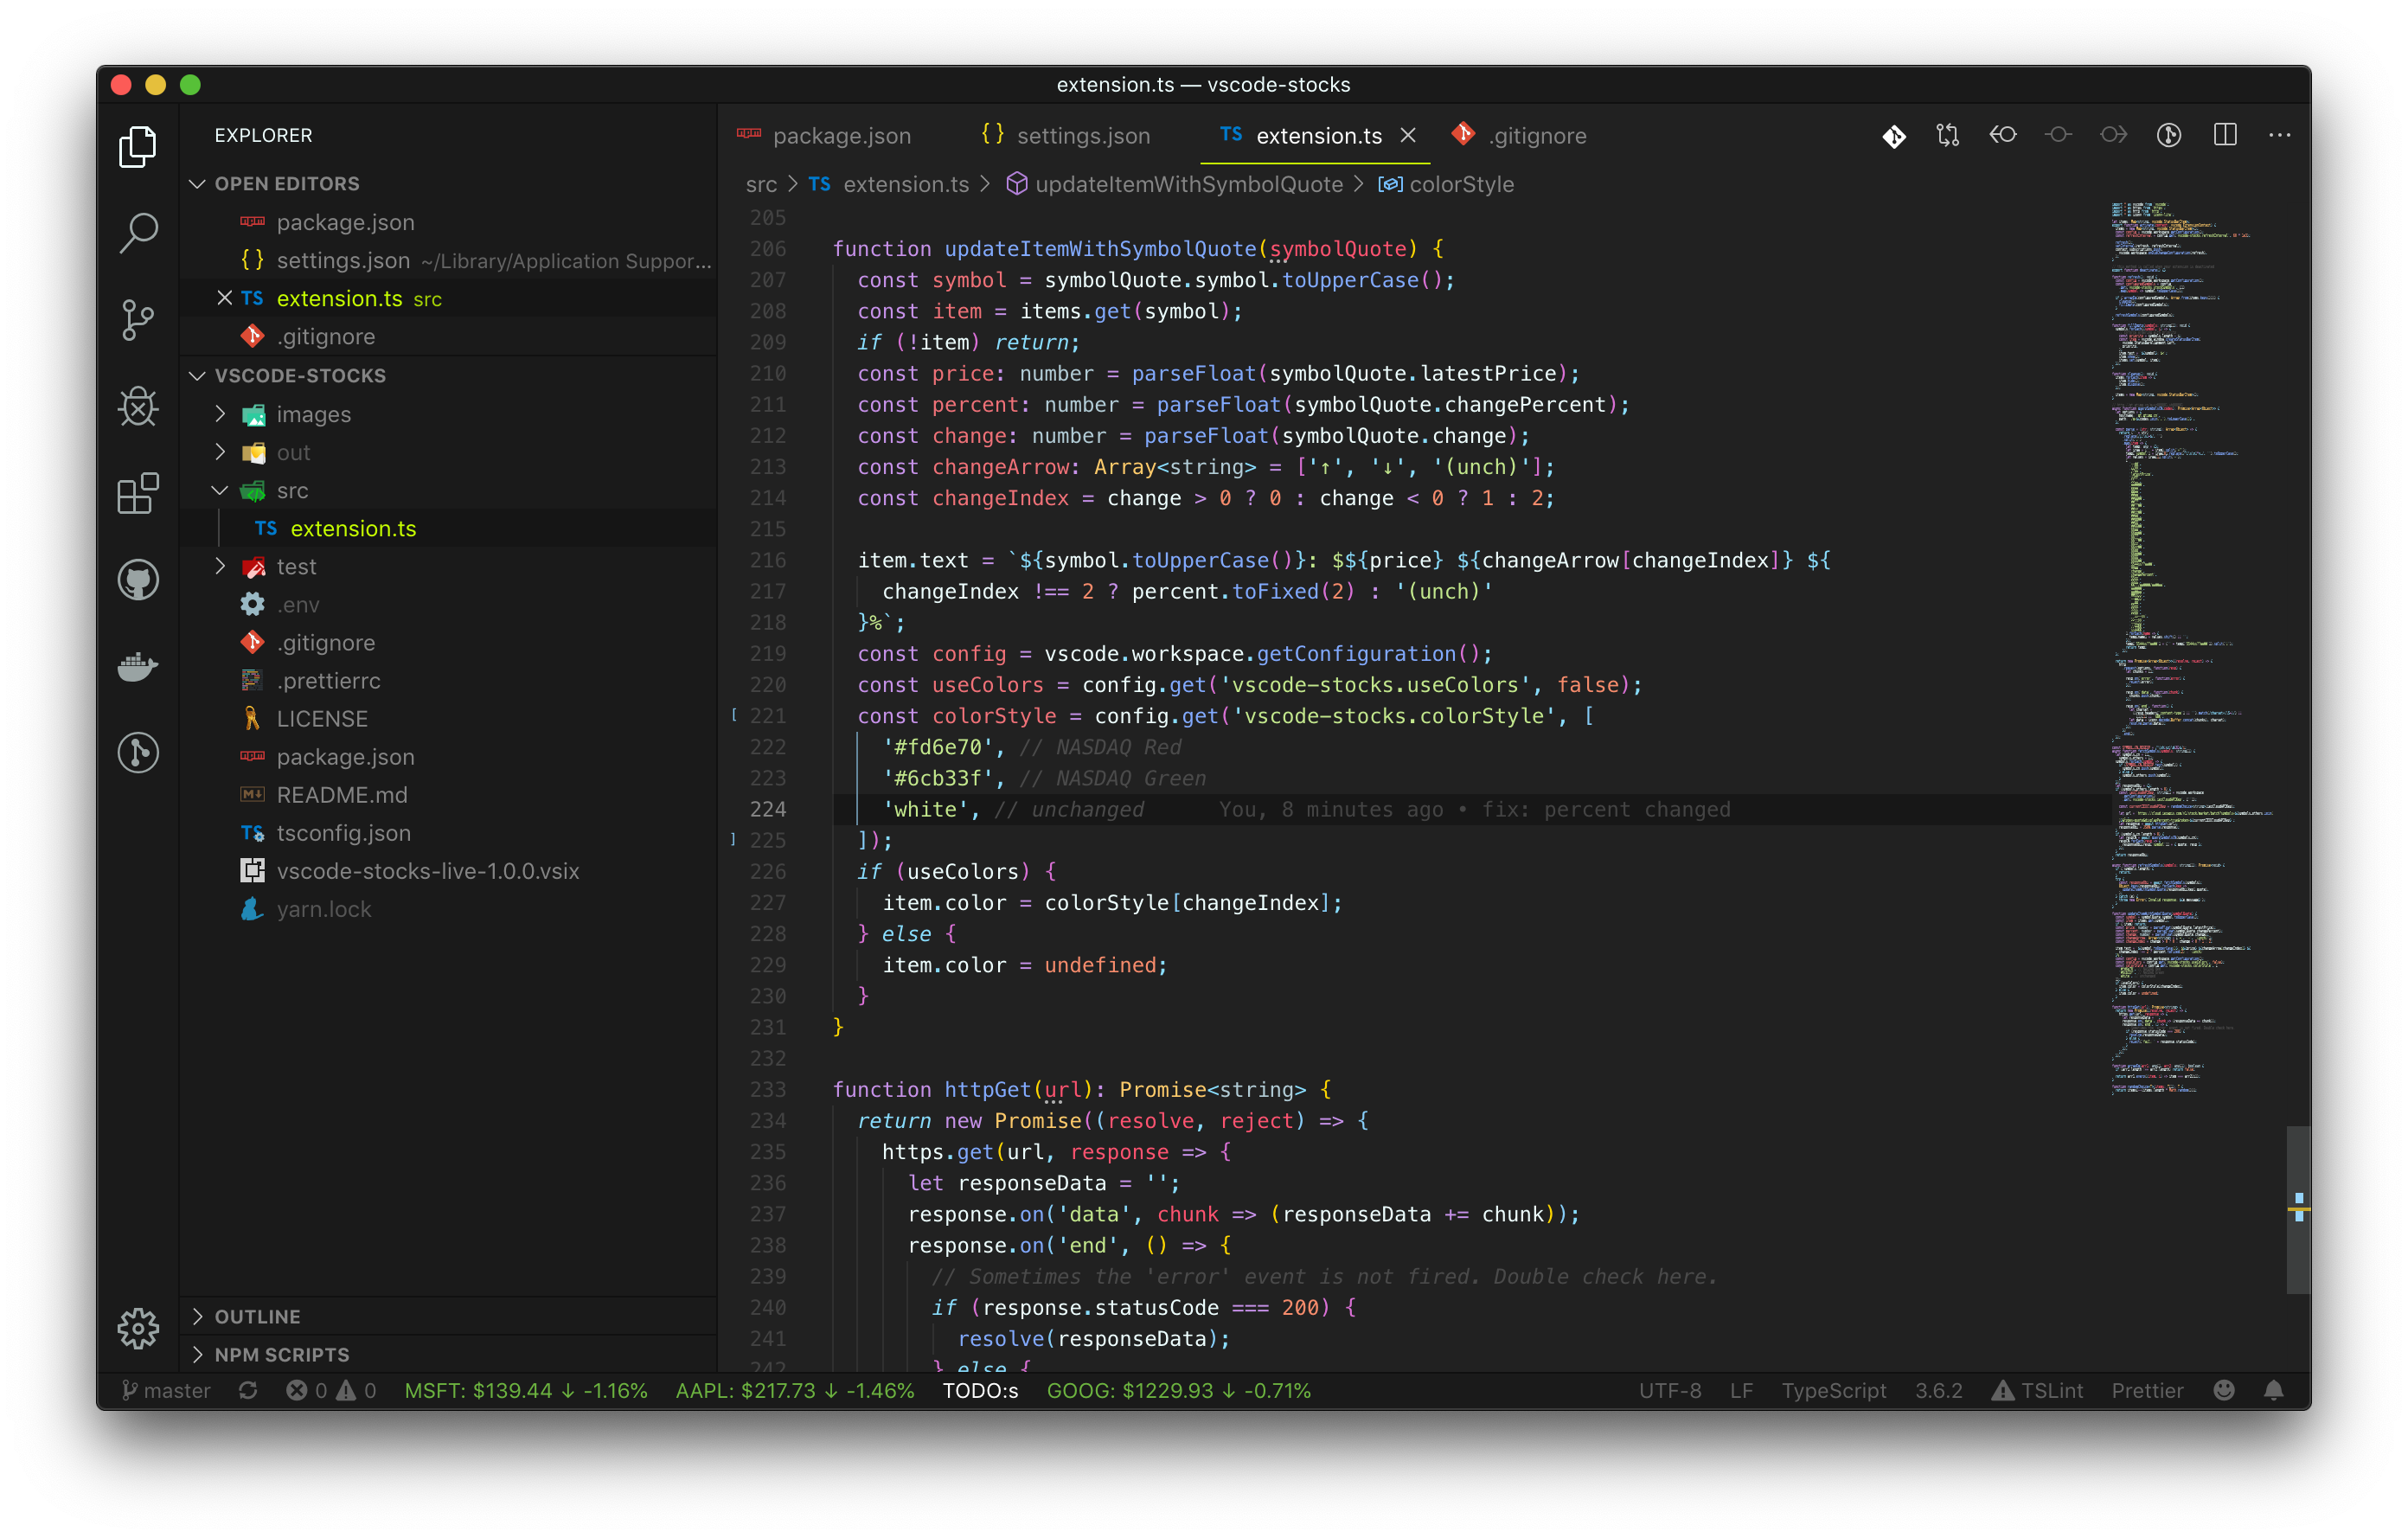 extension.ts — vscode-stocks
EXPLORER
OPEN EDITORS
package.json
{ } settings.json ~/Library/Application Suppor...
TS extension.ts src
.gitignore
VSCODE-STOCKS
images
out
src
TS extension.ts
test
.env
.gitignore
.prettierrc
LICENSE
package.json
README.md
TS tsconfig.json
vscode-stocks-live-1.0.0.vsix
yarn.lock
OUTLINE
NPM SCRIPTS
package.json { } settings.json TS extension.ts .gitignore
src > TS extension.ts > updateItemWithSymbolQuote > colorStyle
205
206 function updateItemWithSymbolQuote(symbolQuote) {
207 const symbol = symbolQuote.symbol.toUpperCase();
208 const item = items.get(symbol);
209 if (!item) return;
210 const price: number = parseFloat(symbolQuote.latestPrice);
211 const percent: number = parseFloat(symbolQuote.changePercent);
212 const change: number = parseFloat(symbolQuote.change);
213 const changeArrow: Array<string> = ['↑', '↓', '(unch)'];
214 const changeIndex = change > 0 ? 0 : change < 0 ? 1 : 2;
215
216 item.text = `${symbol.toUpperCase()}: $${price} ${changeArrow[changeIndex]} ${
217 changeIndex !== 2 ? percent.toFixed(2) : '(unch)'
218 }%`;
219 const config = vscode.workspace.getConfiguration();
220 const useColors = config.get('vscode-stocks.useColors', false);
[ 221 const colorStyle = config.get('vscode-stocks.colorStyle', [
222 '#fd6e70', // NASDAQ Red
223 '#6cb33f', // NASDAQ Green
224 'white', // unchanged You, 8 minutes ago • fix: percent changed
] 225 ]);
226 if (useColors) {
227 item.color = colorStyle[changeIndex];
228 } else {
229 item.color = undefined;
230 }
231 }
232
233 function httpGet(url): Promise<string> {
234 return new Promise((resolve, reject) => {
235 https.get(url, response => {
236 let responseData = '';
237 response.on('data', chunk => (responseData += chunk));
238 response.on('end', () => {
239 // Sometimes the 'error' event is not fired. Double check here.
240 if (response.statusCode === 200) {
241 resolve(responseData);
242 } else {
master 0 0 MSFT: $139.44 ↓ -1.16% AAPL: $217.73 ↓ -1.46% TODO:s GOOG: $1229.93 ↓ -0.71% UTF-8 LF TypeScript 3.6.2 TSLint Prettier